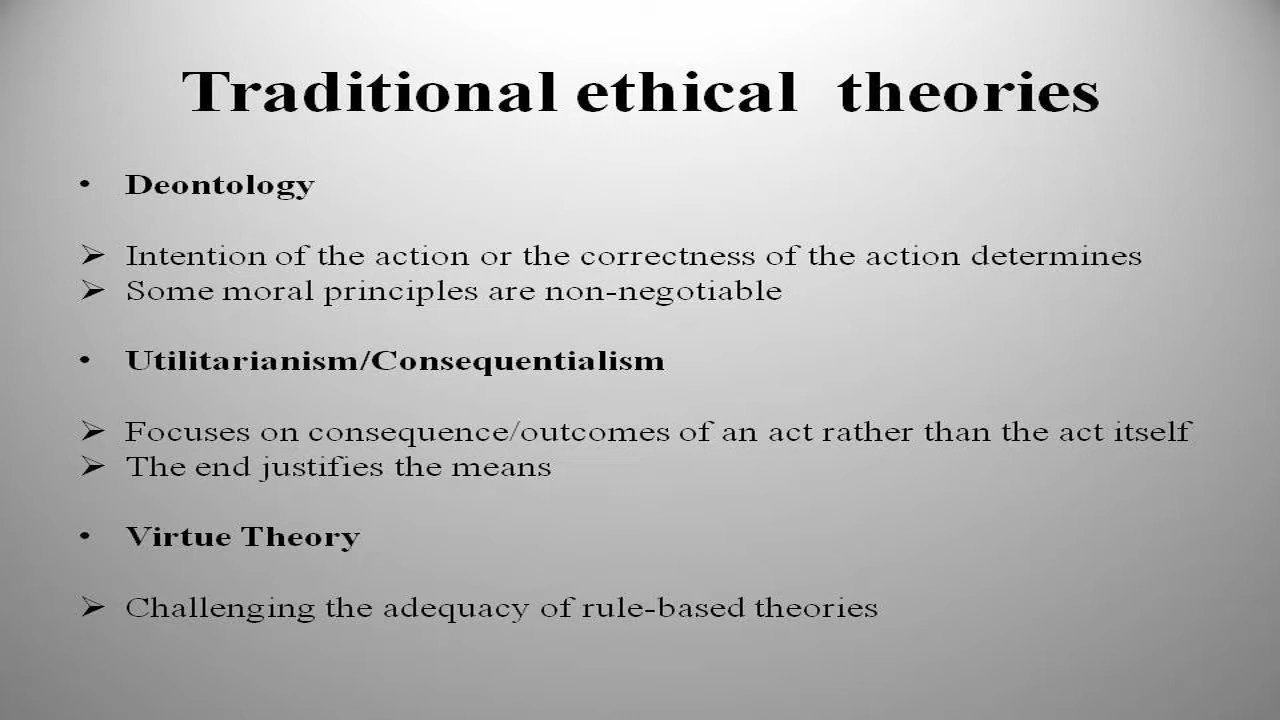 Traditional ethical theories
• Deontology
➢ Intention of the action or the correctness of the action determines
➢ Some moral principles are non-negotiable
• Utilitarianism/Consequentialism
➢ Focuses on consequence/outcomes of an act rather than the act itself
➢ The end justifies the means
• Virtue Theory
➢ Challenging the adequacy of rule-based theories